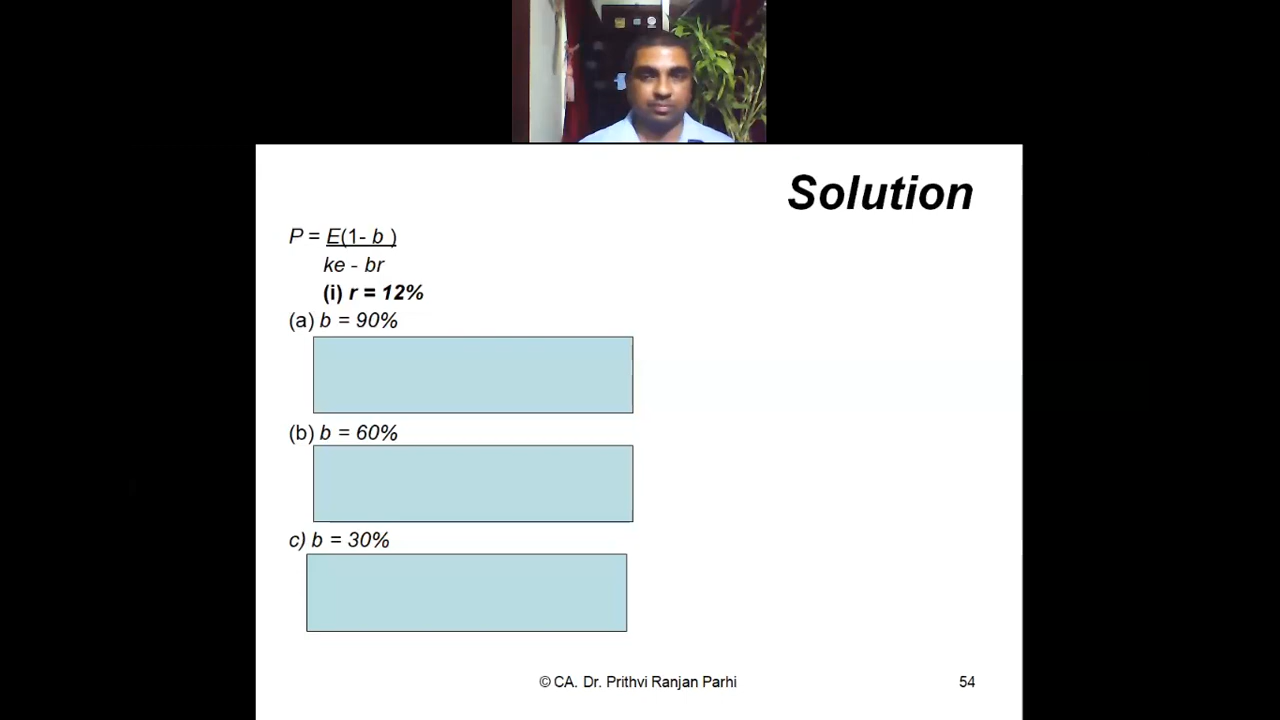 Solution
P = E(1- b )
ke - br
(i) r = 12%
(a) b = 90%
(b) b = 60%
c) b = 30%
© CA. Dr. Prithvi Ranjan Parhi
54